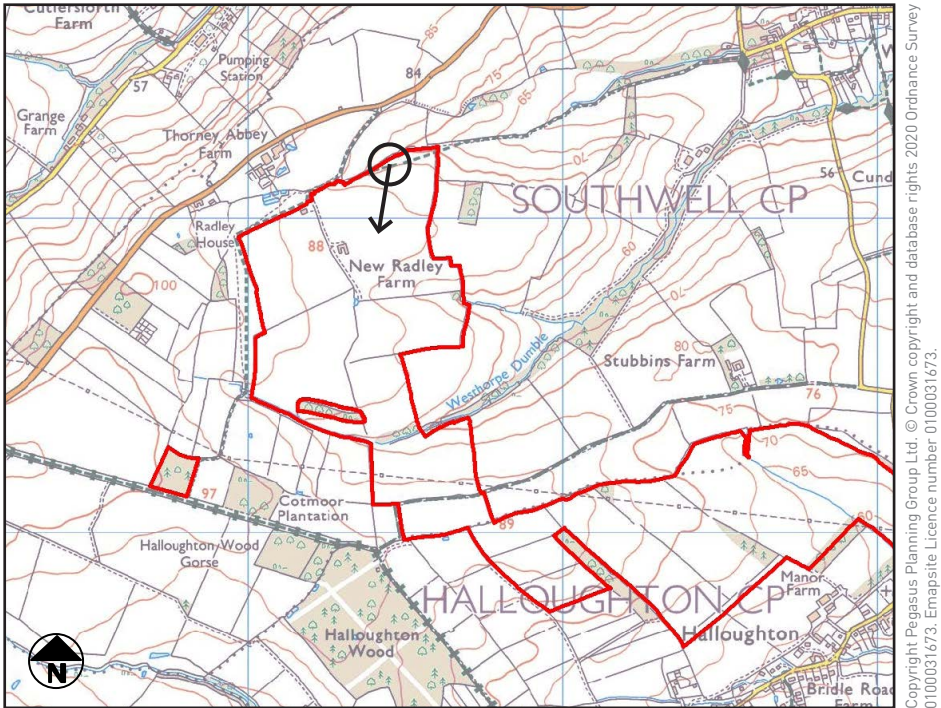 Cutlersforth
Farm
Pumping
Station
57
84
85
75
65
Grange
Farm
Thorney Abbey
Farm
70
SOUTHWELL CP
56
Cund
W
Radley
House
88
60
New Radley
Farm
100
70
Westhorpe Dumble
80
Stubbins Farm
75
76
70
65
97
Cotmoor
Plantation
89
60
Halloughton Wood
Gorse
Manor
Farm
HALLOUGHTON CP
Halloughton
Halloughton
Wood
N
Bridle Road
Farm
Copyright Pegasus Planning Group Ltd. © Crown copyright and database rights 2020 Ordnance Survey
0100031673. Emapsite Licence number 0100031673.